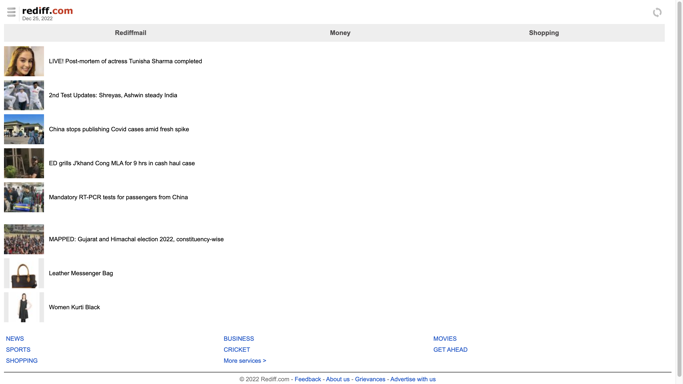 rediff.com
Dec 25, 2022
Rediffmail Money Shopping
LIVE! Post-mortem of actress Tunisha Sharma completed
2nd Test Updates: Shreyas, Ashwin steady India
China stops publishing Covid cases amid fresh spike
ED grills J'khand Cong MLA for 9 hrs in cash haul case
Mandatory RT-PCR tests for passengers from China
MAPPED: Gujarat and Himachal election 2022, constituency-wise
Leather Messenger Bag
Women Kurti Black
NEWS BUSINESS MOVIES
SPORTS CRICKET GET AHEAD
SHOPPING More services >
© 2022 Rediff.com - Feedback - About us - Grievances - Advertise with us